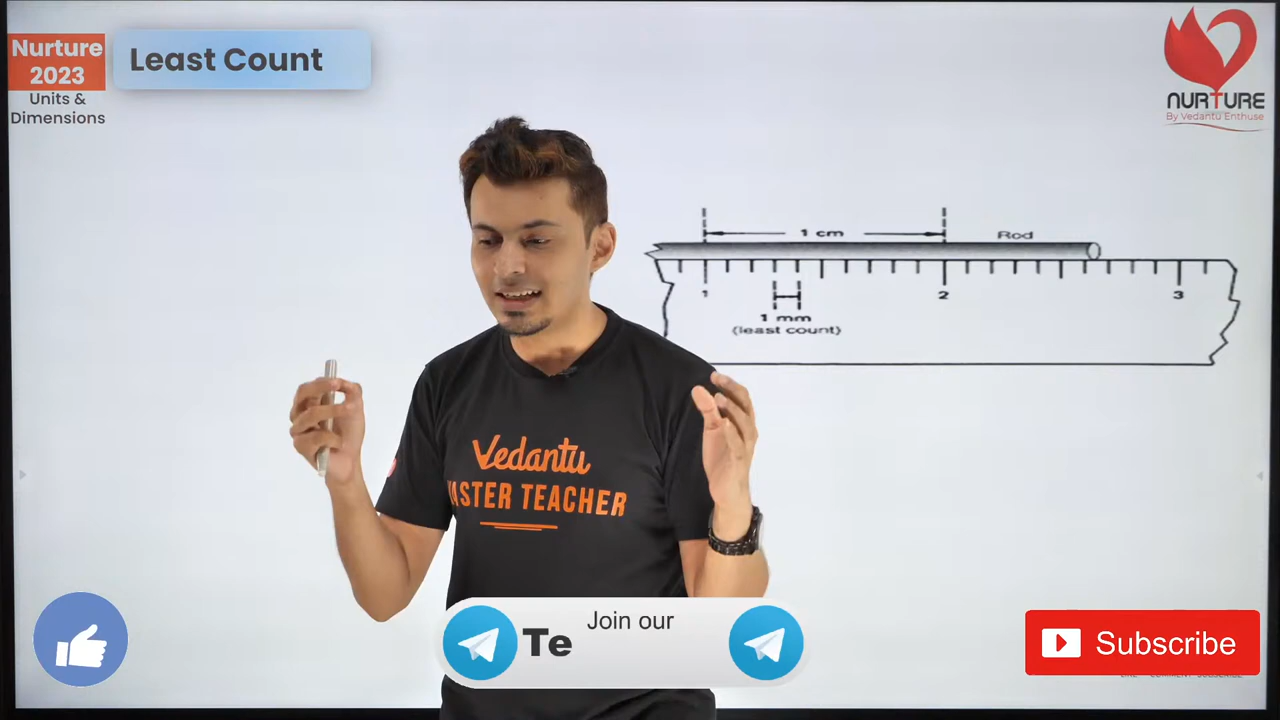 Nurture
2023
Units &
Dimensions
Least Count
NURTURE
By Vedantu Enthuse
1 cm
Rod
1
2
3
1 mm
(least count)
Vedantu
MASTER TEACHER
Join our
Te
Subscribe